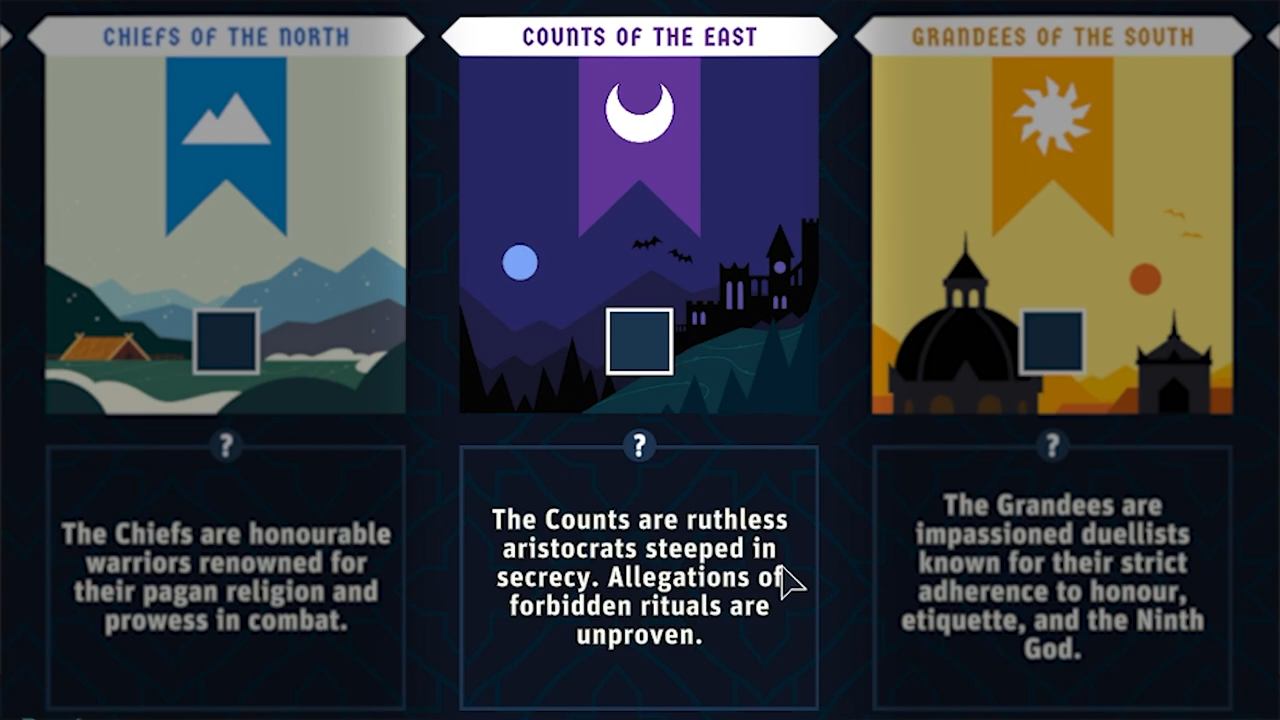 CHIEFS OF THE NORTH
?
The Chiefs are honourable
warriors renowned for
their pagan religion and
prowess in combat.
COUNTS OF THE EAST
?
The Counts are ruthless
aristocrats steeped in
secrecy. Allegations of
forbidden rituals are
unproven.
GRANDEES OF THE SOUTH
?
The Grandees are
impassioned duellists
known for their strict
adherence to honour,
etiquette, and the Ninth
God.